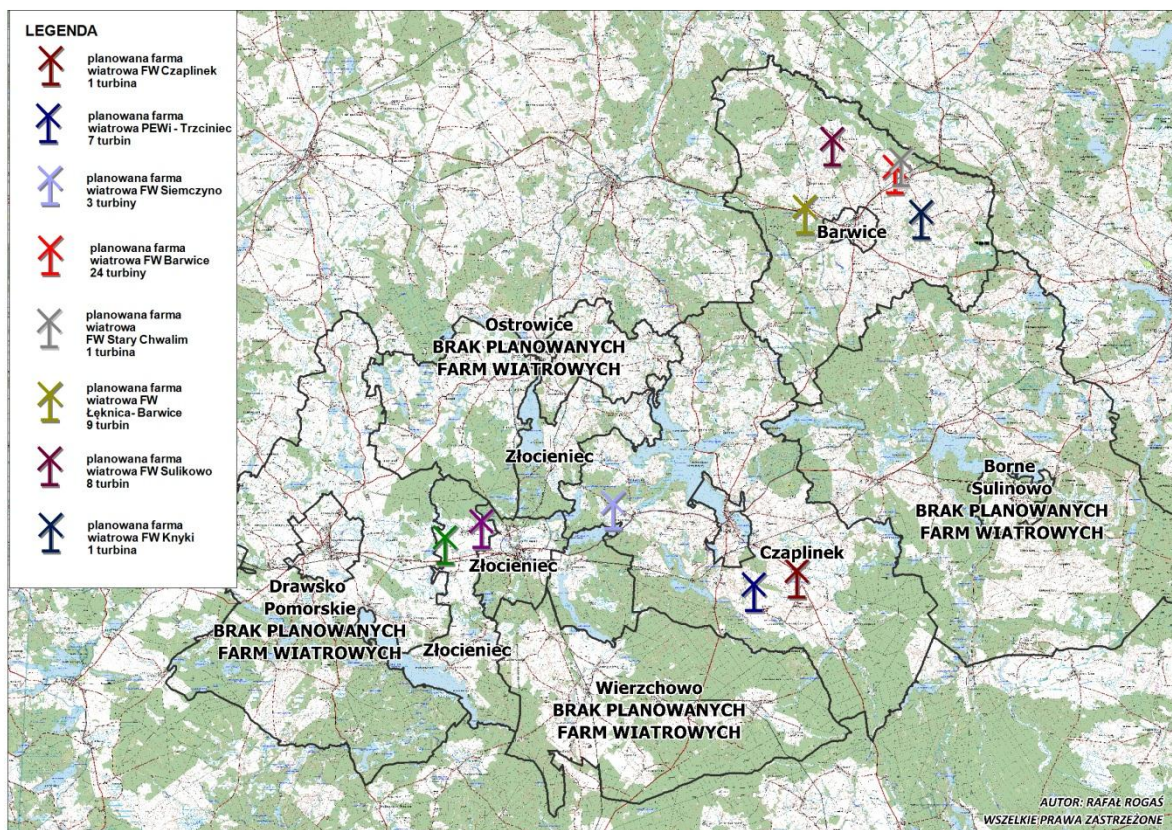 LEGENDA
planowana farma
wiatrowa FW Czaplinek
1 turbina
planowana farma
wiatrowa PEWi - Trzciniec
7 turbin
planowana farma
wiatrowa FW Siemczyno
3 turbiny
planowana farma
wiatrowa FW Barwice
24 turbiny
planowana farma
wiatrowa
FW Stary Chwalim
1 turbina
planowana farma
wiatrowa FW
Łęknica- Barwice
9 turbin
planowana farma
wiatrowa FW Sulikowo
8 turbin
planowana farma
wiatrowa FW Knyki
1 turbina
Barwice
Ostrowice
BRAK PLANOWANYCH
FARM WIATROWYCH
Złocieniec
Borne
Sulinowo
BRAK PLANOWANYCH
FARM WIATROWYCH
Czaplinek
Złocieniec
Drawsko
Pomorskie
BRAK PLANOWANYCH
FARM WIATROWYCH
Złocieniec
Wierzchowo
BRAK PLANOWANYCH
FARM WIATROWYCH
AUTOR: RAFAŁ ROGAŚ
WSZELKIE PRAWA ZASTRZEŻONE